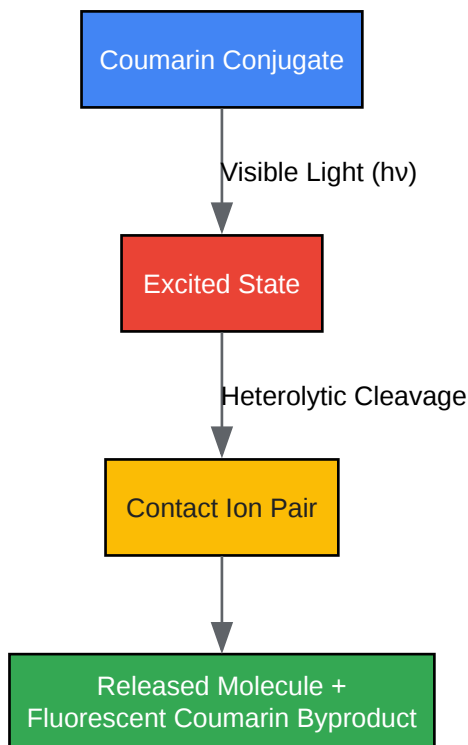 Coumarin Conjugate
Visible Light (hν)
Excited State
Heterolytic Cleavage
Contact Ion Pair
Released Molecule +
Fluorescent Coumarin Byproduct